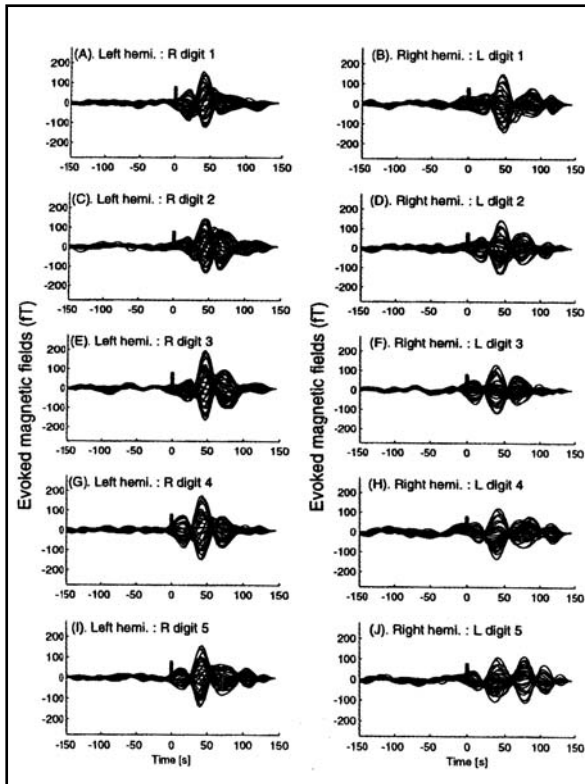 (A). Left hemi. : R digit 1
200
100
0
-100
-200
-150 -100 -50 0 50 100 150
(B). Right hemi. : L digit 1
200
100
0
-100
-200
-150 -100 -50 0 50 100 150
(C). Left hemi. : R digit 2
200
100
0
-100
-200
-150 -100 -50 0 50 100 150
(D). Right hemi. : L digit 2
200
100
0
-100
-200
-150 -100 -50 0 50 100 150
Evoked magnetic fields (fT)
Evoked magnetic fields (fT)
(E). Left hemi. : R digit 3
200
100
0
-100
-200
-150 -100 -50 0 50 100 150
(F). Right hemi. : L digit 3
200
100
0
-100
-200
-150 -100 -50 0 50 100 150
(G). Left hemi. : R digit 4
200
100
0
-100
-200
-150 -100 -50 0 50 100 150
(H). Right hemi. : L digit 4
200
100
0
-100
-200
-150 -100 -50 0 50 100 150
(I). Left hemi. : R digit 5
200
100
0
-100
-200
-150 -100 -50 0 50 100 150
Time [s]
(J). Right hemi. : L digit 5
200
100
0
-100
-200
-150 -100 -50 0 50 100 150
Time [s]